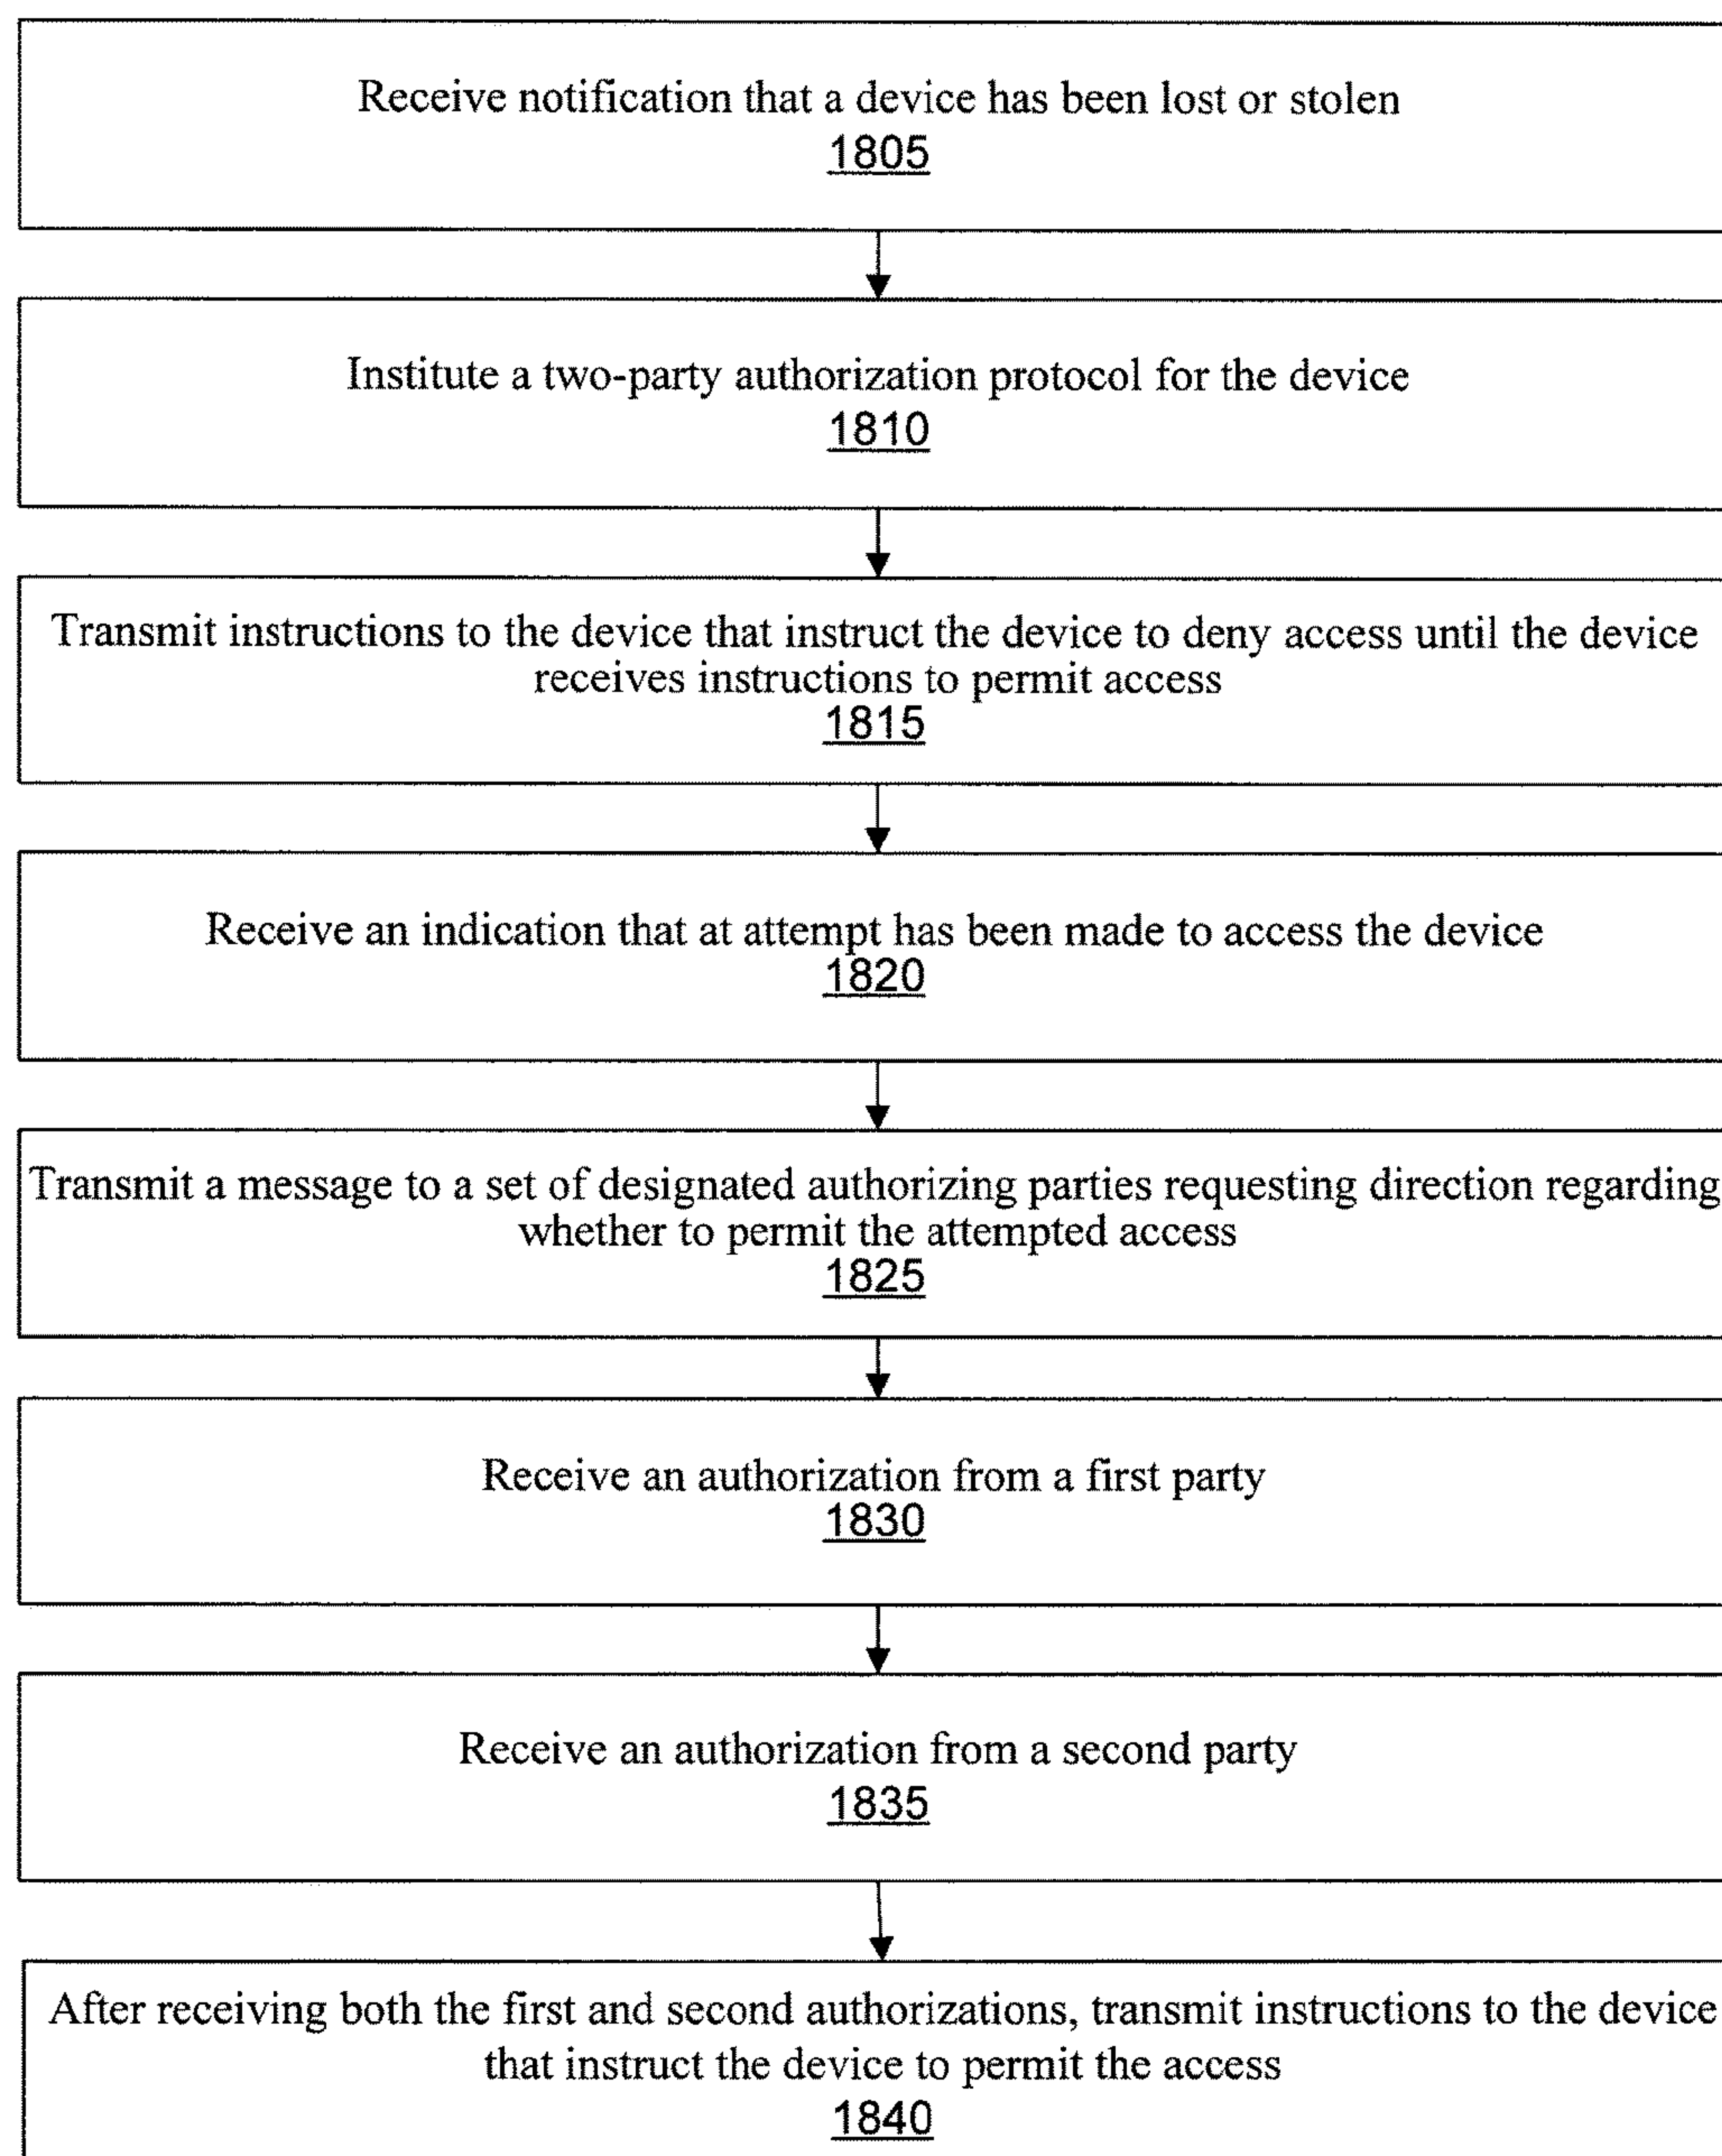 Receive notification that a device has been lost or stolen
1805
Institute a two-party authorization protocol for the device
1810
Transmit instructions to the device that instruct the device to deny access until the device
receives instructions to permit access
1815
Receive an indication that at attempt has been made to access the device
1820
Transmit a message to a set of designated authorizing parties requesting direction regarding
whether to permit the attempted access
1825
Receive an authorization from a first party
1830
Receive an authorization from a second party
1835
After receiving both the first and second authorizations, transmit instructions to the device
that instruct the device to permit the access
1840